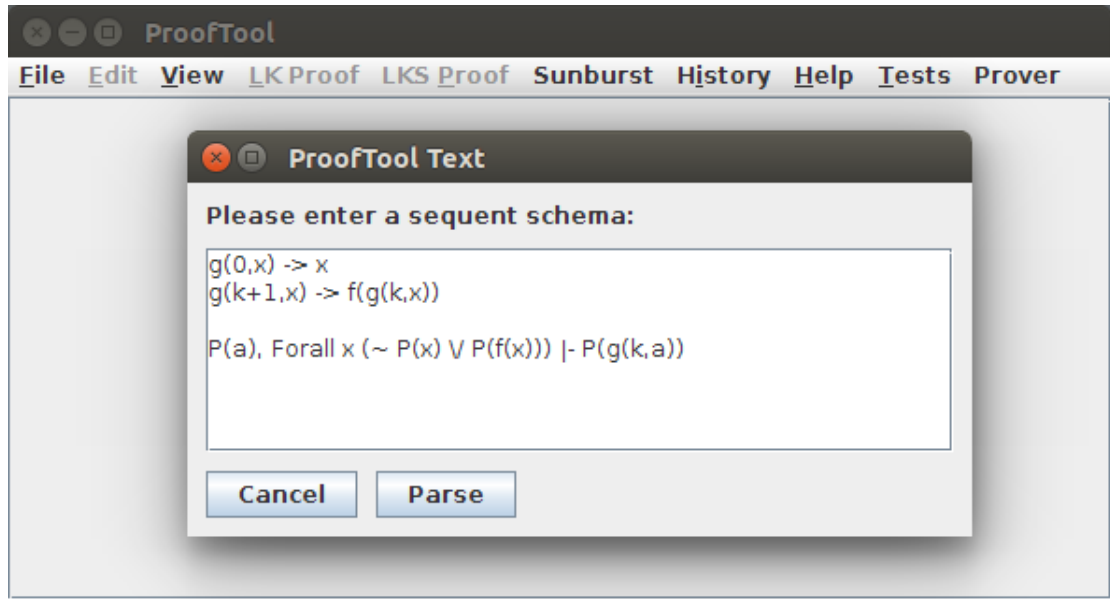 ProofTool
File Edit View LK Proof LKS Proof Sunburst History Help Tests Prover
ProofTool Text
Please enter a sequent schema:
g(0,x) -> x
g(k+1,x) -> f(g(k,x))
P(a), Forall x (~ P(x) \/ P(f(x))) |- P(g(k,a))
Cancel Parse